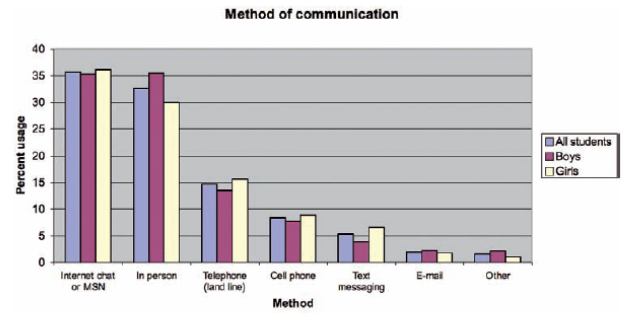 Method of communication
40
35
30
25
20
15
10
5
0
Percent usage
Internet chat
or MSN
In person
Telephone
(land line)
Cell phone
Text
messaging
E-mail
Other
Method
All students
Boys
Girls